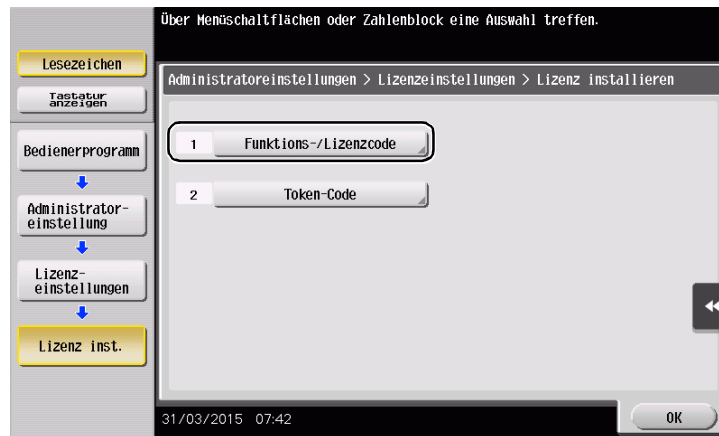 Über Menüschaltflächen oder Zahlenblock eine Auswahl treffen.
Lesezeichen
Tastatur
anzeigen
Bedienerprogramm
Administrator-
einstellung
Lizenz-
einstellungen
Lizenz inst.
Administratoreinstellungen > Lizenzeinstellungen > Lizenz installieren
1 Funktions-/Lizenzcode
2 Token-Code
31/03/2015 07:42
OK